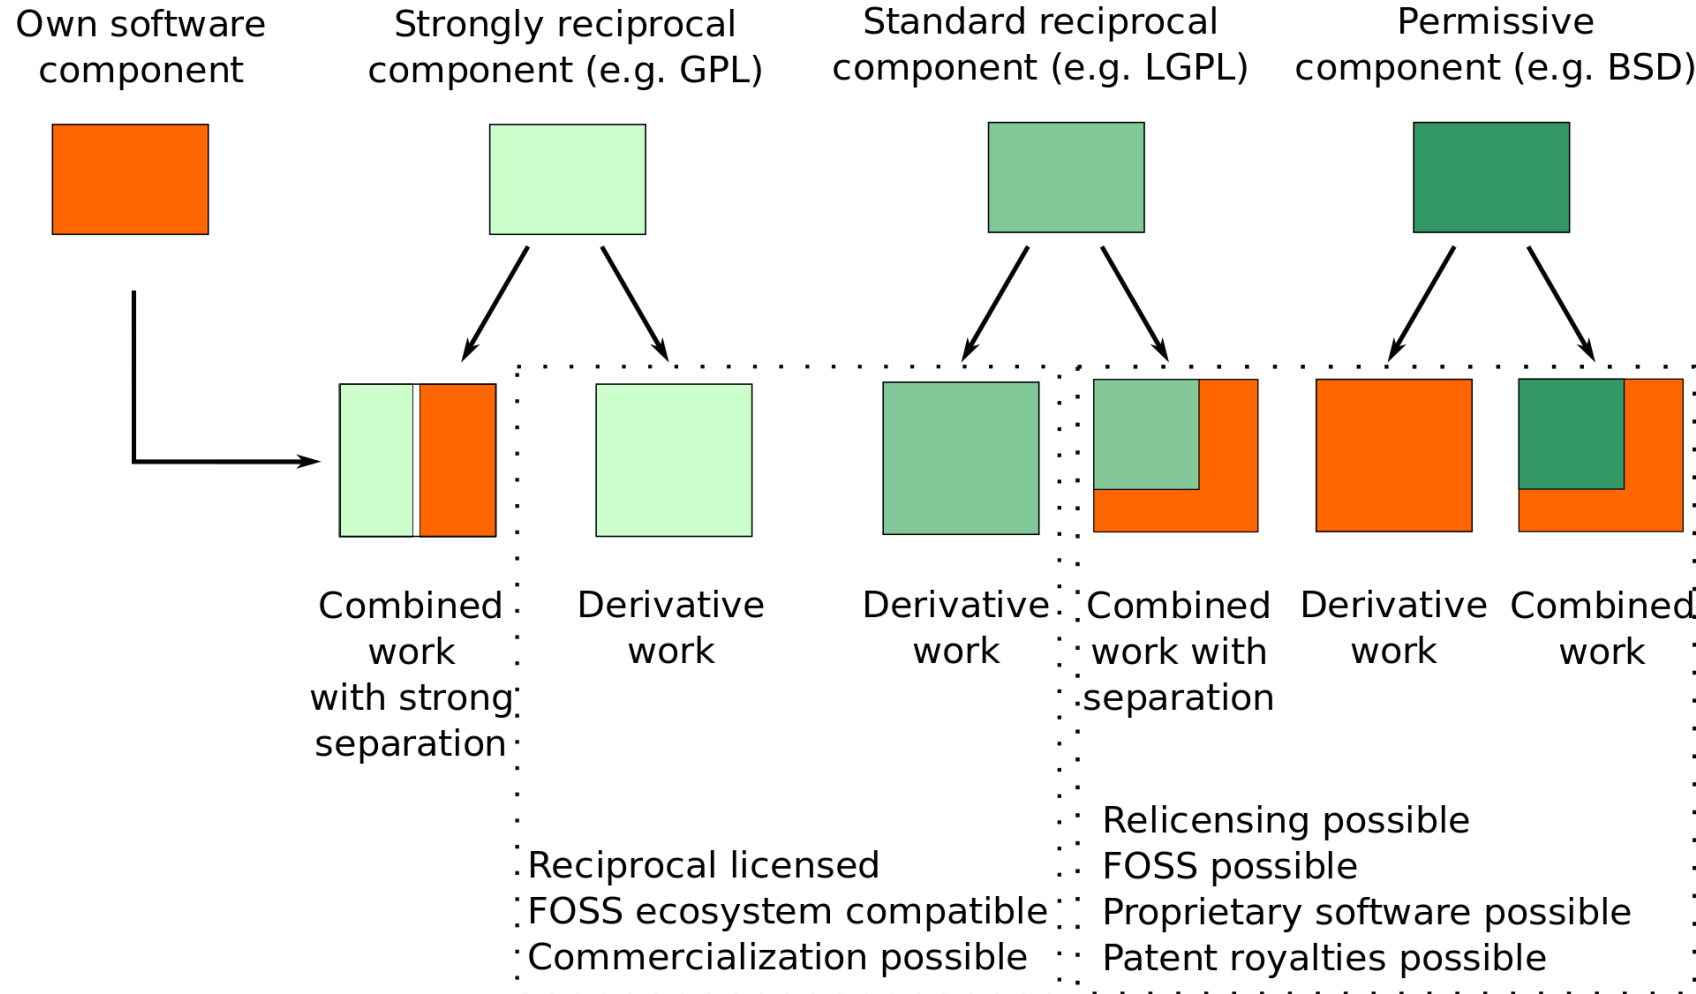 Own software
component
Strongly reciprocal
component (e.g. GPL)
Standard reciprocal
component (e.g. LGPL)
Permissive
component (e.g. BSD)
Combined
work
with strong
separation
Derivative
work
Derivative
work
Combined
work with
separation
Derivative
work
Combined
work
Reciprocal licensed
FOSS ecosystem compatible
Commercialization possible
Relicensing possible
FOSS possible
Proprietary software possible
Patent royalties possible